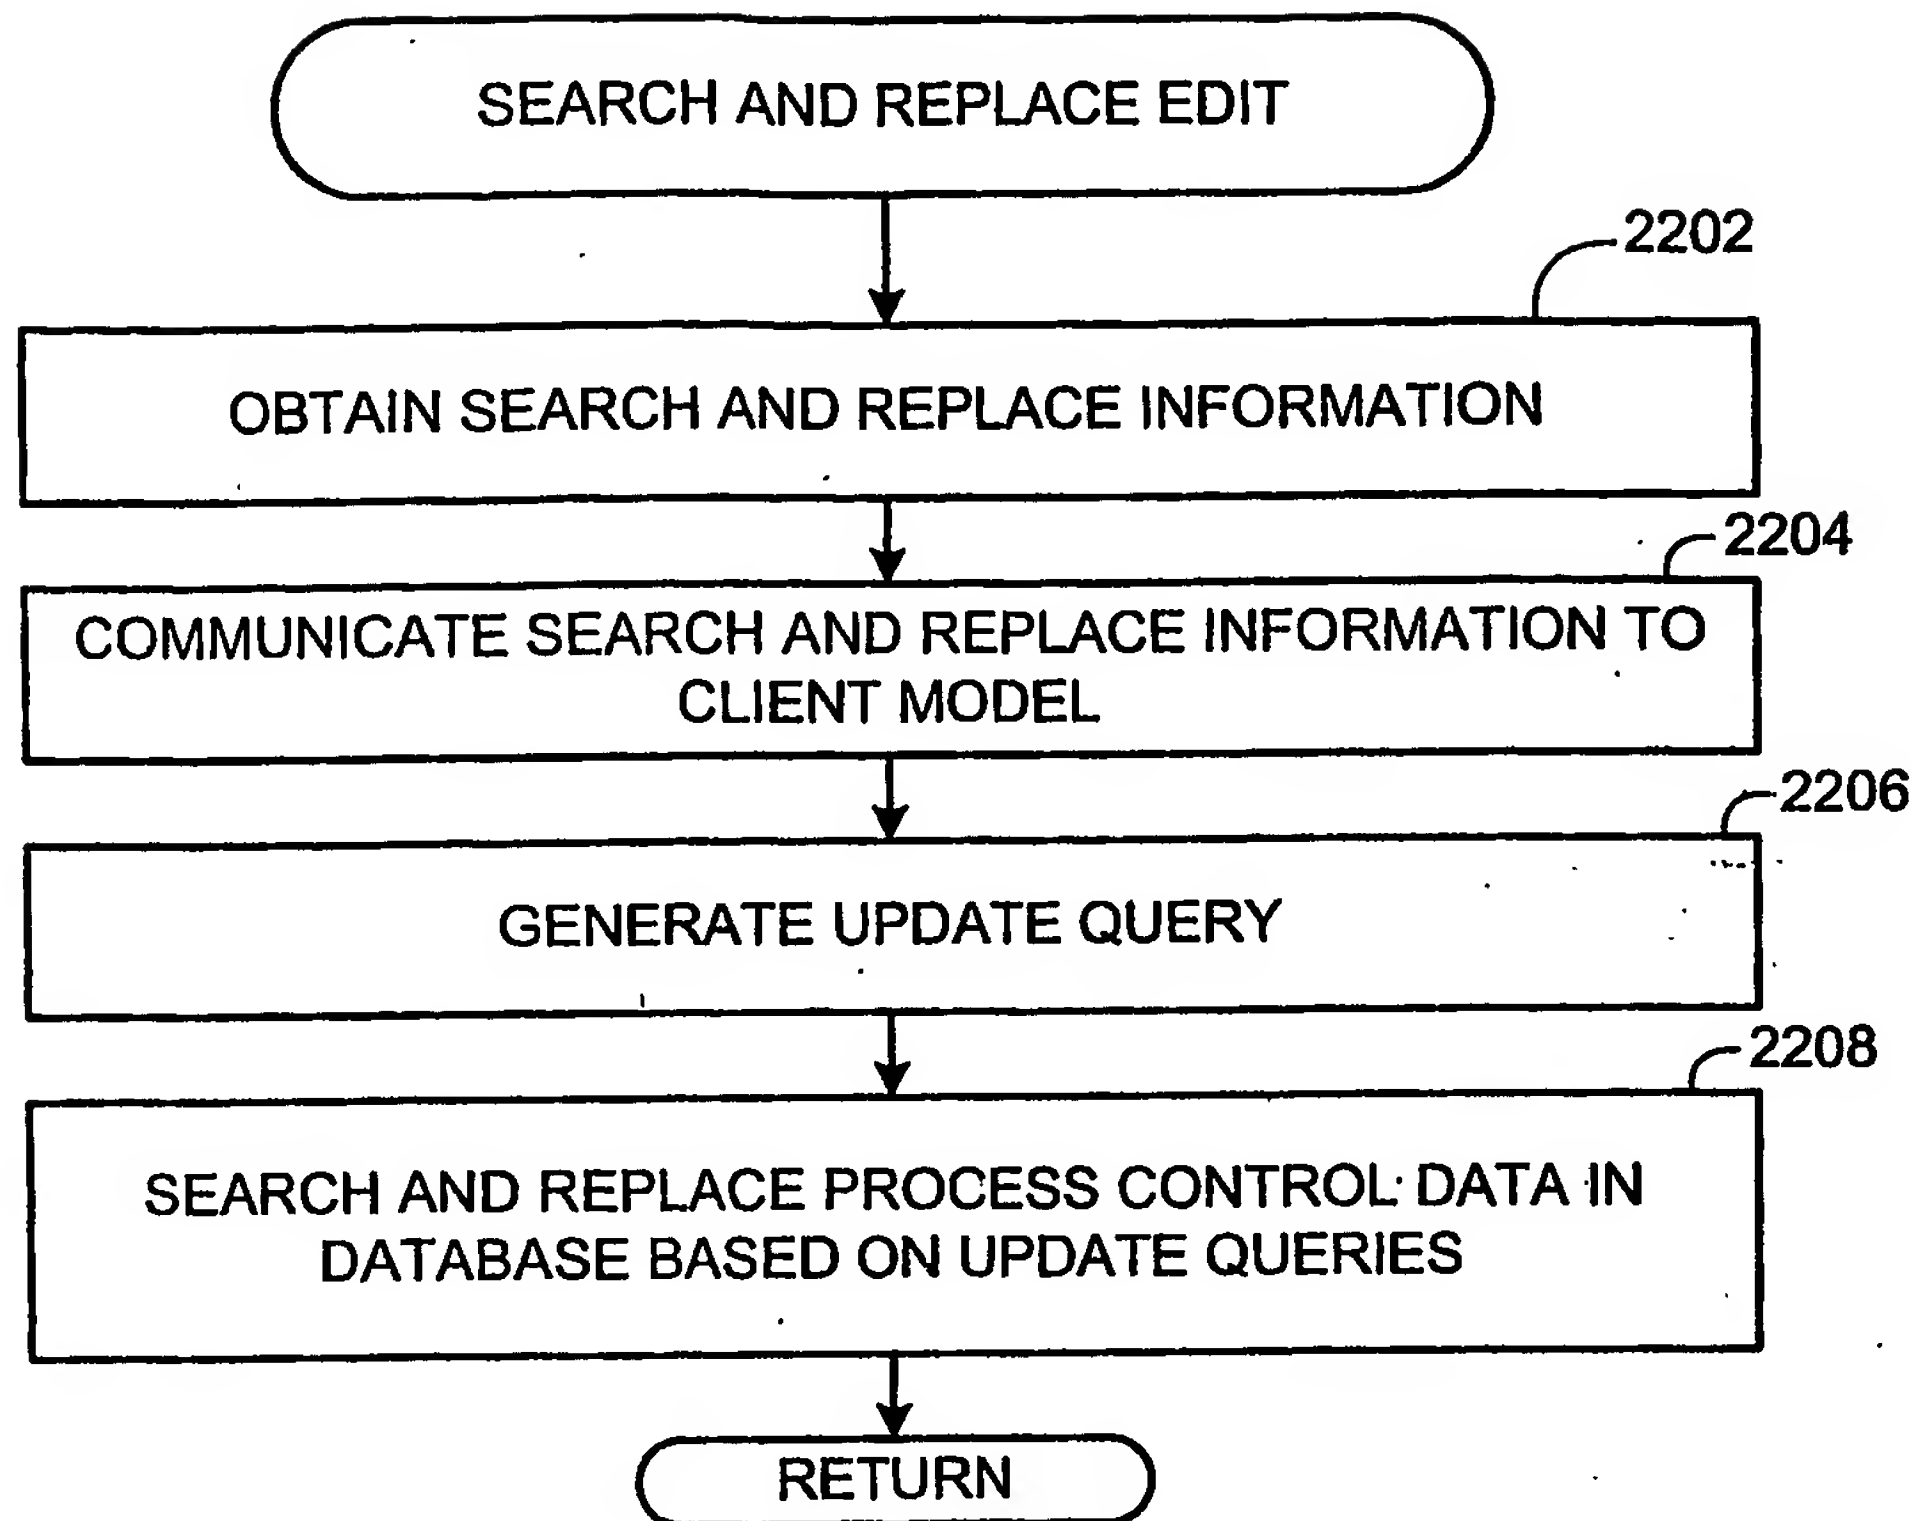 SEARCH AND REPLACE EDIT
2202
OBTAIN SEARCH AND REPLACE INFORMATION
2204
COMMUNICATE SEARCH AND REPLACE INFORMATION TO
CLIENT MODEL
2206
GENERATE UPDATE QUERY
2208
SEARCH AND REPLACE PROCESS CONTROL DATA IN
DATABASE BASED ON UPDATE QUERIES
RETURN